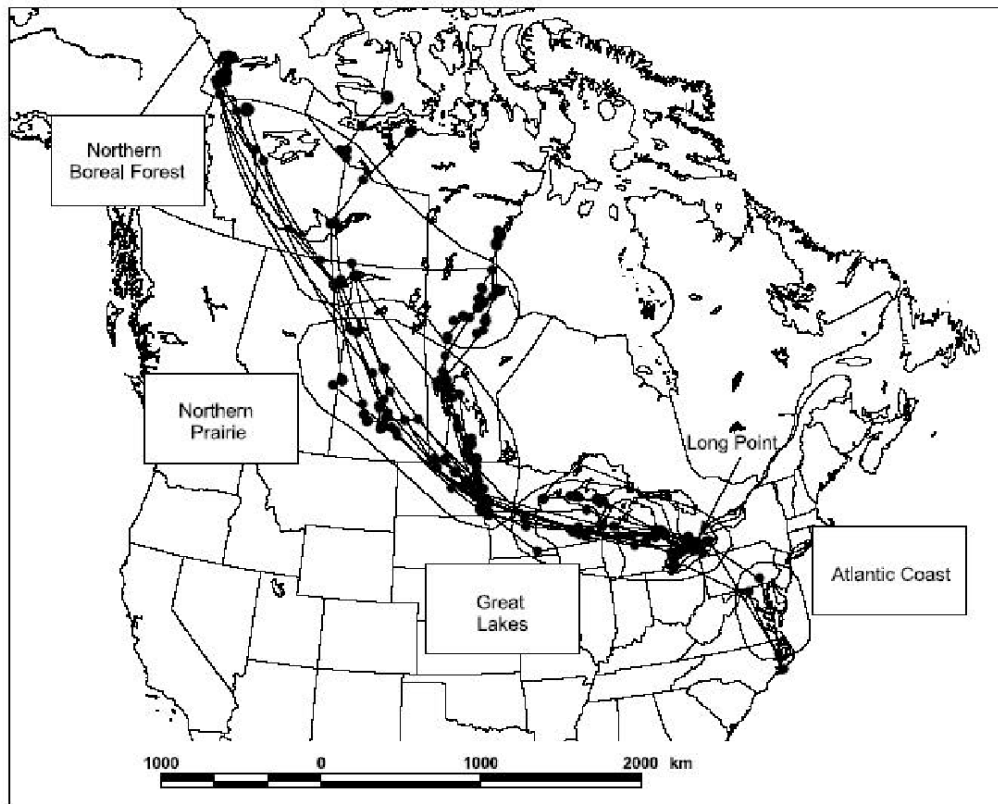 Northern
Boreal Forest
Northern
Prairie
Long Point
Atlantic Coast
Great
Lakes
1000 0 1000 2000 km